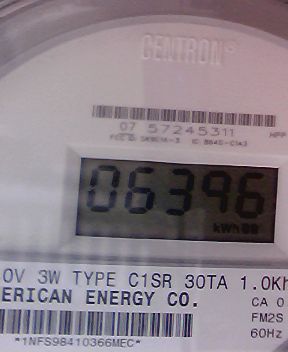 CENTRON®
07 57245311
06396
kWh
0V 3W TYPE C1SR 30TA 1.0Kh
ERICAN ENERGY CO.
CA 0
FM2S
60Hz
*1NFS98410366MEC*